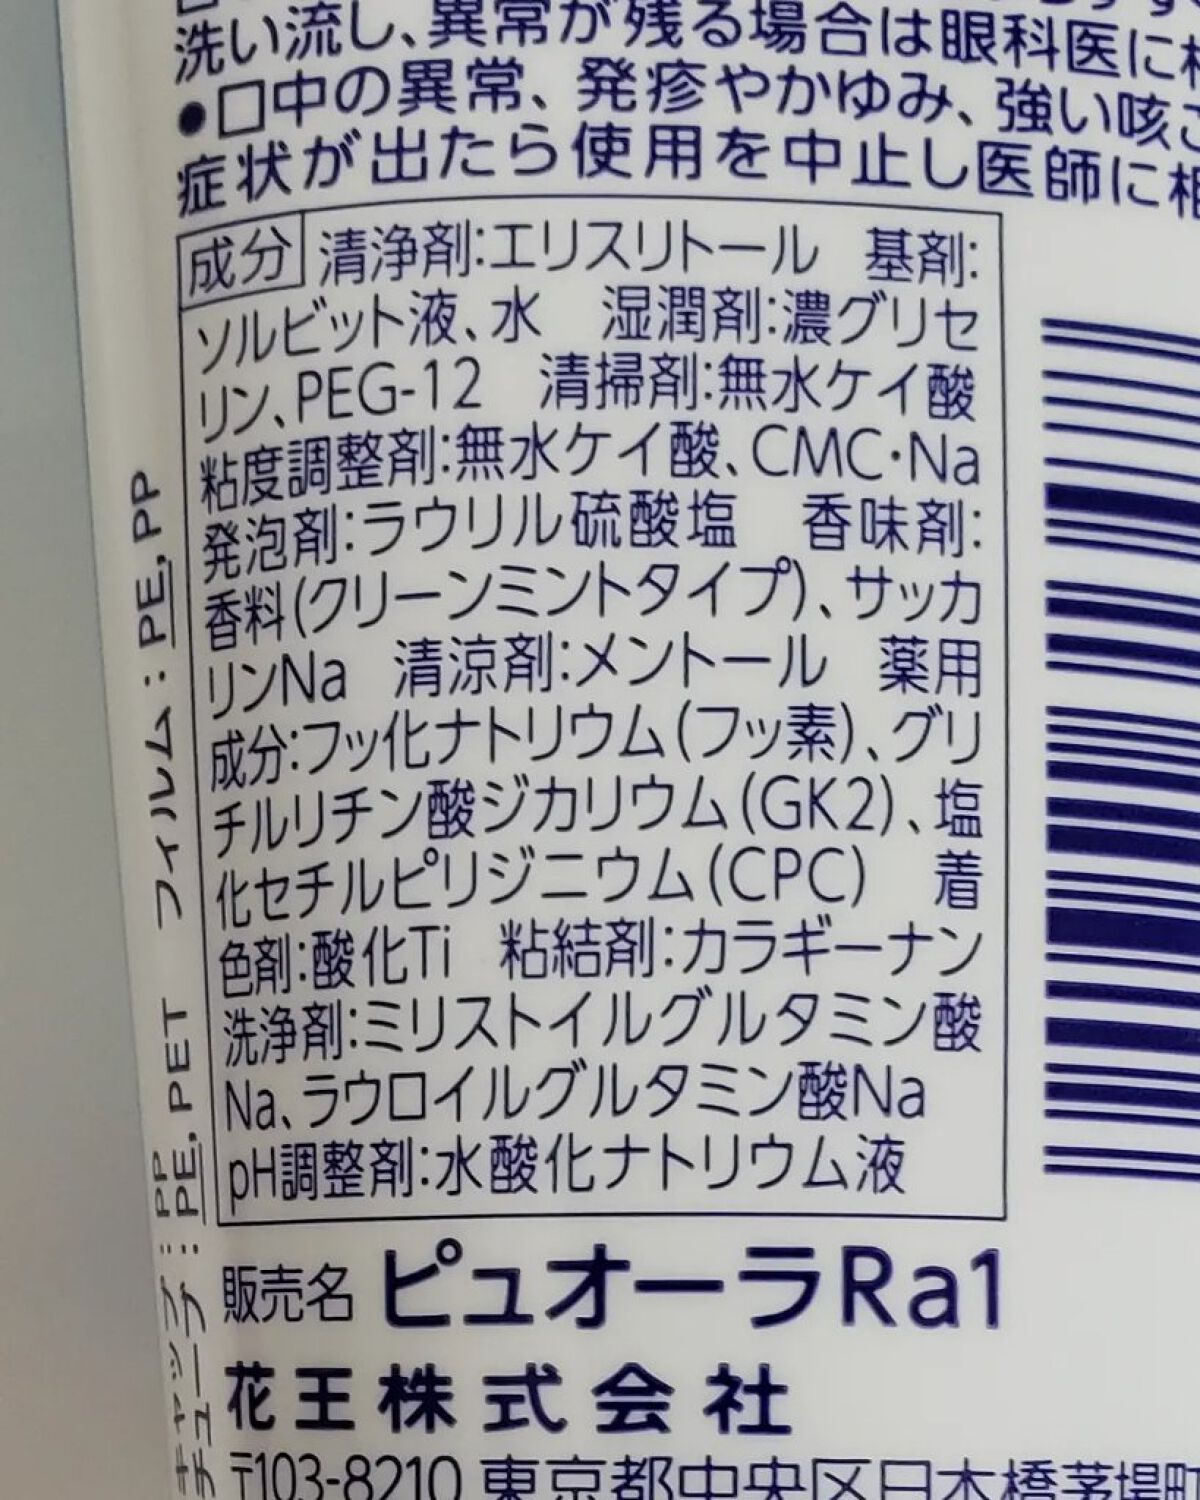 洗い流し、異常が残る場合は眼科医に相
●口中の異常、発疹やかゆみ、強い咳こ
症状が出たら使用を中止し医師に相
成分 清浄剤:エリスリトール 基剤:
ソルビット液、水 湿潤剤:濃グリセ
リン、PEG-12 清掃剤:無水ケイ酸
粘度調整剤:無水ケイ酸、CMC・Na
発泡剤:ラウリル硫酸塩 香味剤:
香料(クリーンミントタイプ)、サッカ
リンNa 清涼剤:メントール 薬用
成分:フッ化ナトリウム(フッ素)、グリ
チルリチン酸ジカリウム(GK2)、塩
化セチルピリジニウム(CPC) 着
色剤:酸化Ti 粘結剤:カラギーナン
洗浄剤:ミリストイルグルタミン酸
Na、ラウロイルグルタミン酸Na
pH調整剤:水酸化ナトリウム液
販売名 ピュオーラRa1
花王株式会社
〒103-8210 東京都中央区日本橋茅場町
キャップ:PP
チューブ:PE,PET フィルム:PE,PP